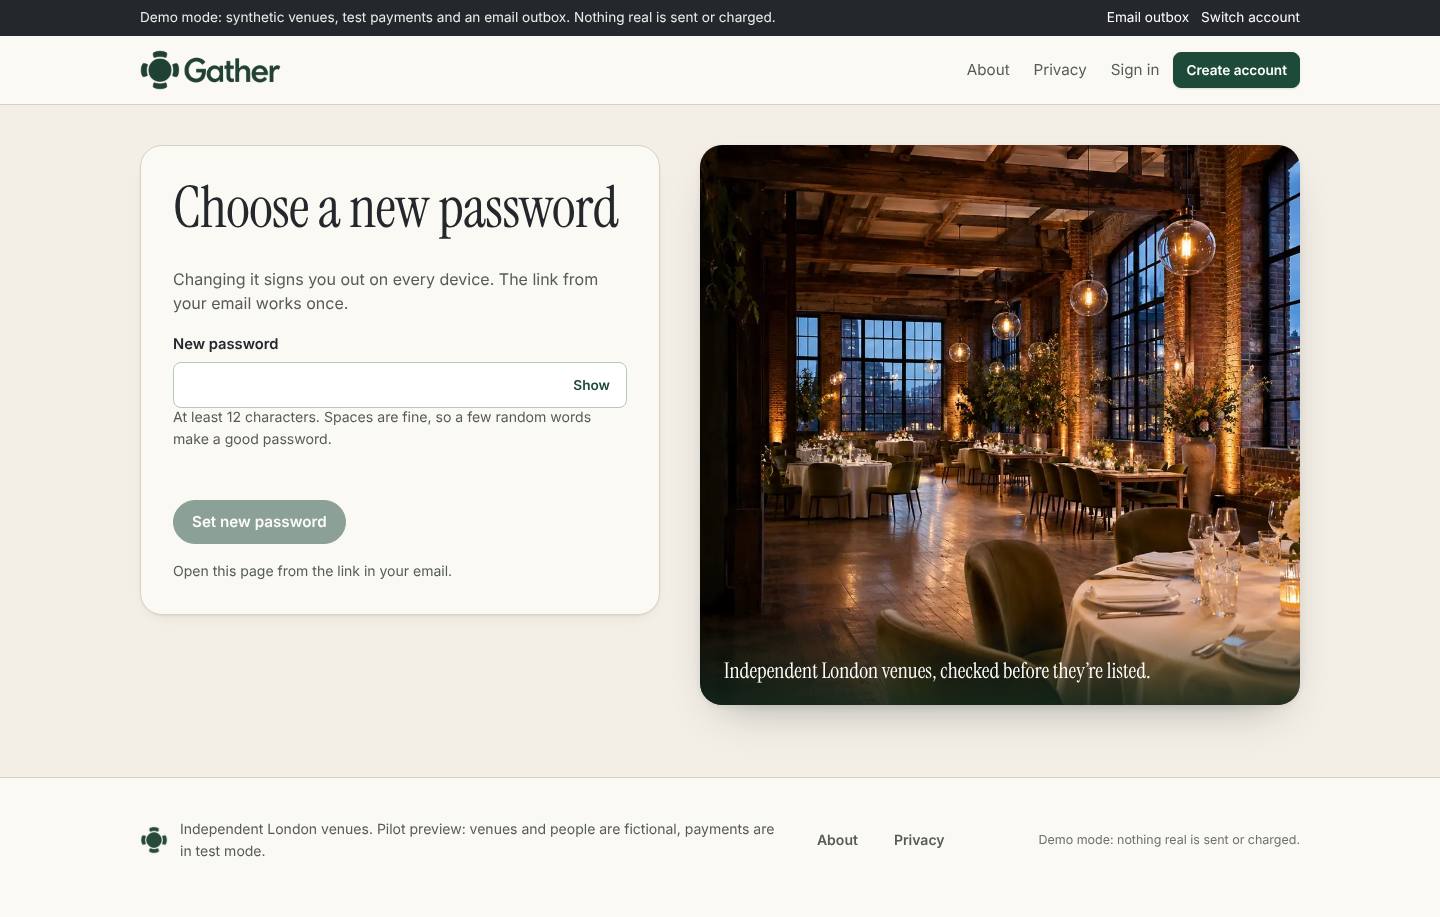 Demo mode: synthetic venues, test payments and an email outbox. Nothing real is sent or charged.
Email outbox
Switch account
Gather
About
Privacy
Sign in
Create account
Choose a new password
Changing it signs you out on every device. The link from
your email works once.
New password
Show
At least 12 characters. Spaces are fine, so a few random words
make a good password.
Set new password
Open this page from the link in your email.
Independent London venues, checked before they’re listed.
Independent London venues. Pilot preview: venues and people are fictional, payments are
in test mode.
About
Privacy
Demo mode: nothing real is sent or charged.